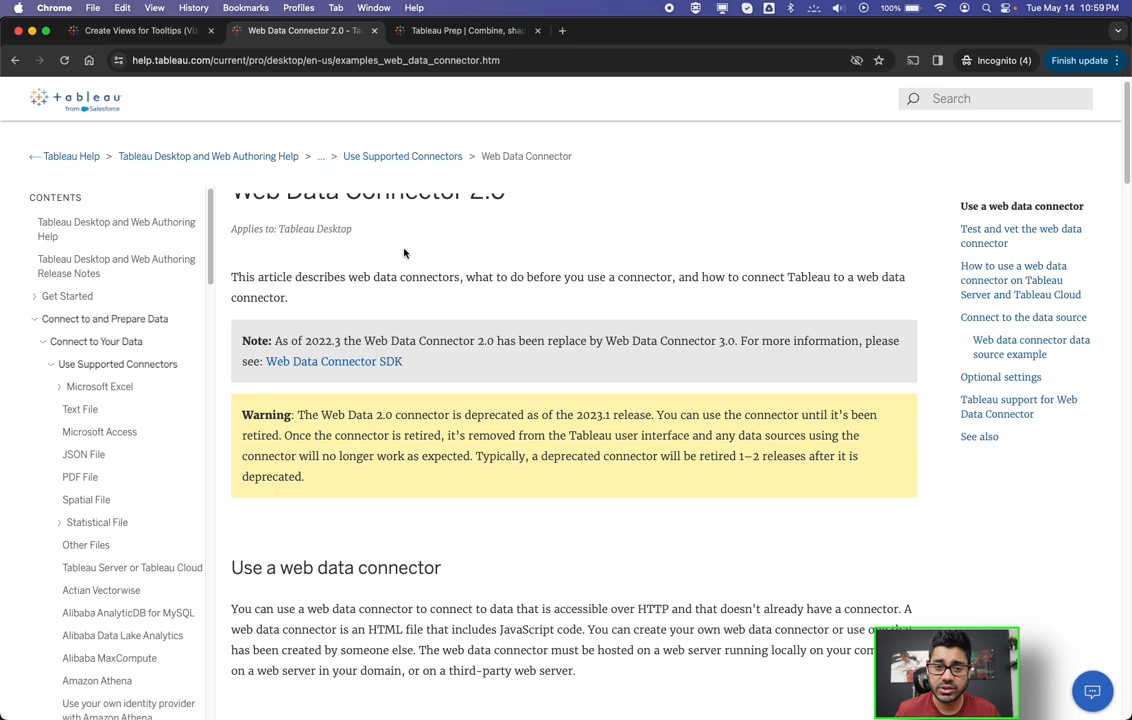 Chrome File Edit View History Bookmarks Profiles Tab Window Help 100% Tue May 14 10:59 PM
Create Views for Tooltips (Viz Web Data Connector 2.0 - Ta Tableau Prep | Combine, shap
help.tableau.com/current/pro/desktop/en-us/examples_web_data_connector.htm Incognito (4) Finish update
tableau
from Salesforce
Search
Tableau Help > Tableau Desktop and Web Authoring Help > ... > Use Supported Connectors > Web Data Connector
CONTENTS
Tableau Desktop and Web Authoring
Help
Tableau Desktop and Web Authoring
Release Notes
Get Started
Connect to and Prepare Data
Connect to Your Data
Use Supported Connectors
Microsoft Excel
Text File
Microsoft Access
JSON File
PDF File
Spatial File
Statistical File
Other Files
Tableau Server or Tableau Cloud
Actian Vectorwise
Alibaba AnalyticDB for MySQL
Alibaba Data Lake Analytics
Alibaba MaxCompute
Amazon Athena
Use your own identity provider
with Amazon Athena
Web Data Connector 2.0
Applies to: Tableau Desktop
This article describes web data connectors, what to do before you use a connector, and how to connect Tableau to a web data
connector.
Note: As of 2022.3 the Web Data Connector 2.0 has been replace by Web Data Connector 3.0. For more information, please
see: Web Data Connector SDK
Warning: The Web Data 2.0 connector is deprecated as of the 2023.1 release. You can use the connector until it's been
retired. Once the connector is retired, it's removed from the Tableau user interface and any data sources using the
connector will no longer work as expected. Typically, a deprecated connector will be retired 1–2 releases after it is
deprecated.
Use a web data connector
You can use a web data connector to connect to data that is accessible over HTTP and that doesn't already have a connector. A
web data connector is an HTML file that includes JavaScript code. You can create your own web data connector or use one that
has been created by someone else. The web data connector must be hosted on a web server running locally on your com
on a web server in your domain, or on a third-party web server.
Use a web data connector
Test and vet the web data
connector
How to use a web data
connector on Tableau
Server and Tableau Cloud
Connect to the data source
Web data connector data
source example
Optional settings
Tableau support for Web
Data Connector
See also